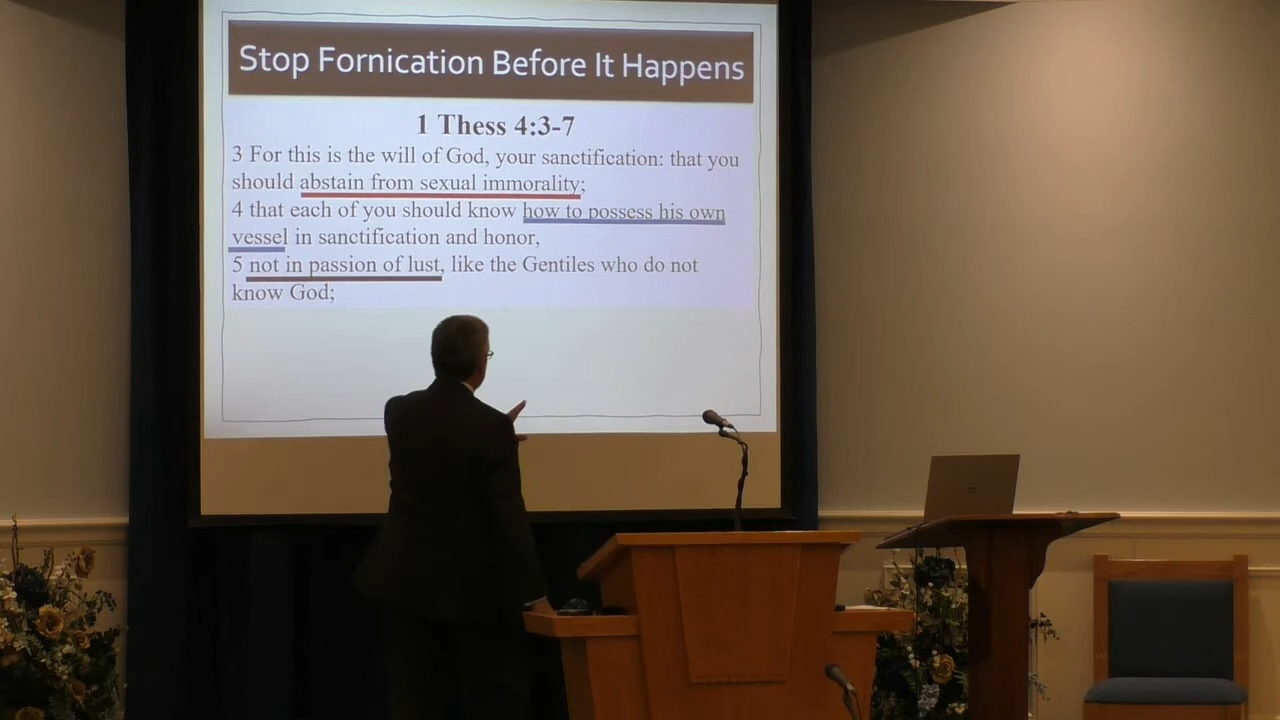 Stop Fornication Before It Happens
1 Thess 4:3-7
3 For this is the will of God, your sanctification: that you
should abstain from sexual immorality;
4 that each of you should know how to possess his own
vessel in sanctification and honor,
5 not in passion of lust, like the Gentiles who do not
know God;